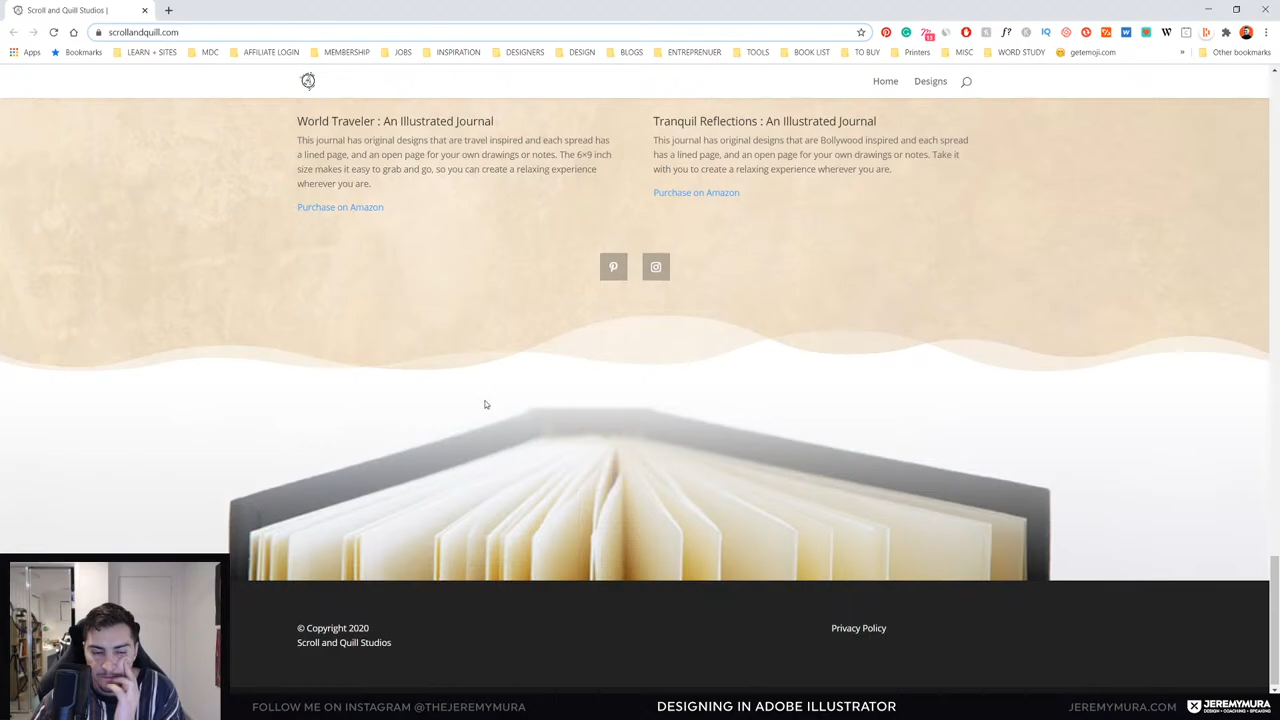 Scroll and Quill Studios |
scrollandquill.com
Apps Bookmarks LEARN + SITES MDC AFFILIATE LOGIN MEMBERSHIP JOBS INSPIRATION DESIGNERS DESIGN BLOGS ENTREPRENUER TOOLS BOOK LIST TO BUY Printers MISC WORD STUDY getemoji.com » Other bookmarks
Home Designs
World Traveler : An Illustrated Journal
This journal has original designs that are travel inspired and each spread has
a lined page, and an open page for your own drawings or notes. The 6×9 inch
size makes it easy to grab and go, so you can create a relaxing experience
wherever you are.
Purchase on Amazon
Tranquil Reflections : An Illustrated Journal
This journal has original designs that are Bollywood inspired and each spread
has a lined page, and an open page for your own drawings or notes. Take it
with you to create a relaxing experience wherever you are.
Purchase on Amazon
© Copyright 2020
Scroll and Quill Studios
Privacy Policy
FOLLOW ME ON INSTAGRAM @THEJEREMYMURA
DESIGNING IN ADOBE ILLUSTRATOR
JEREMYMURA.COM
JEREMYMURA
DESIGN • COACHING • SPEAKING